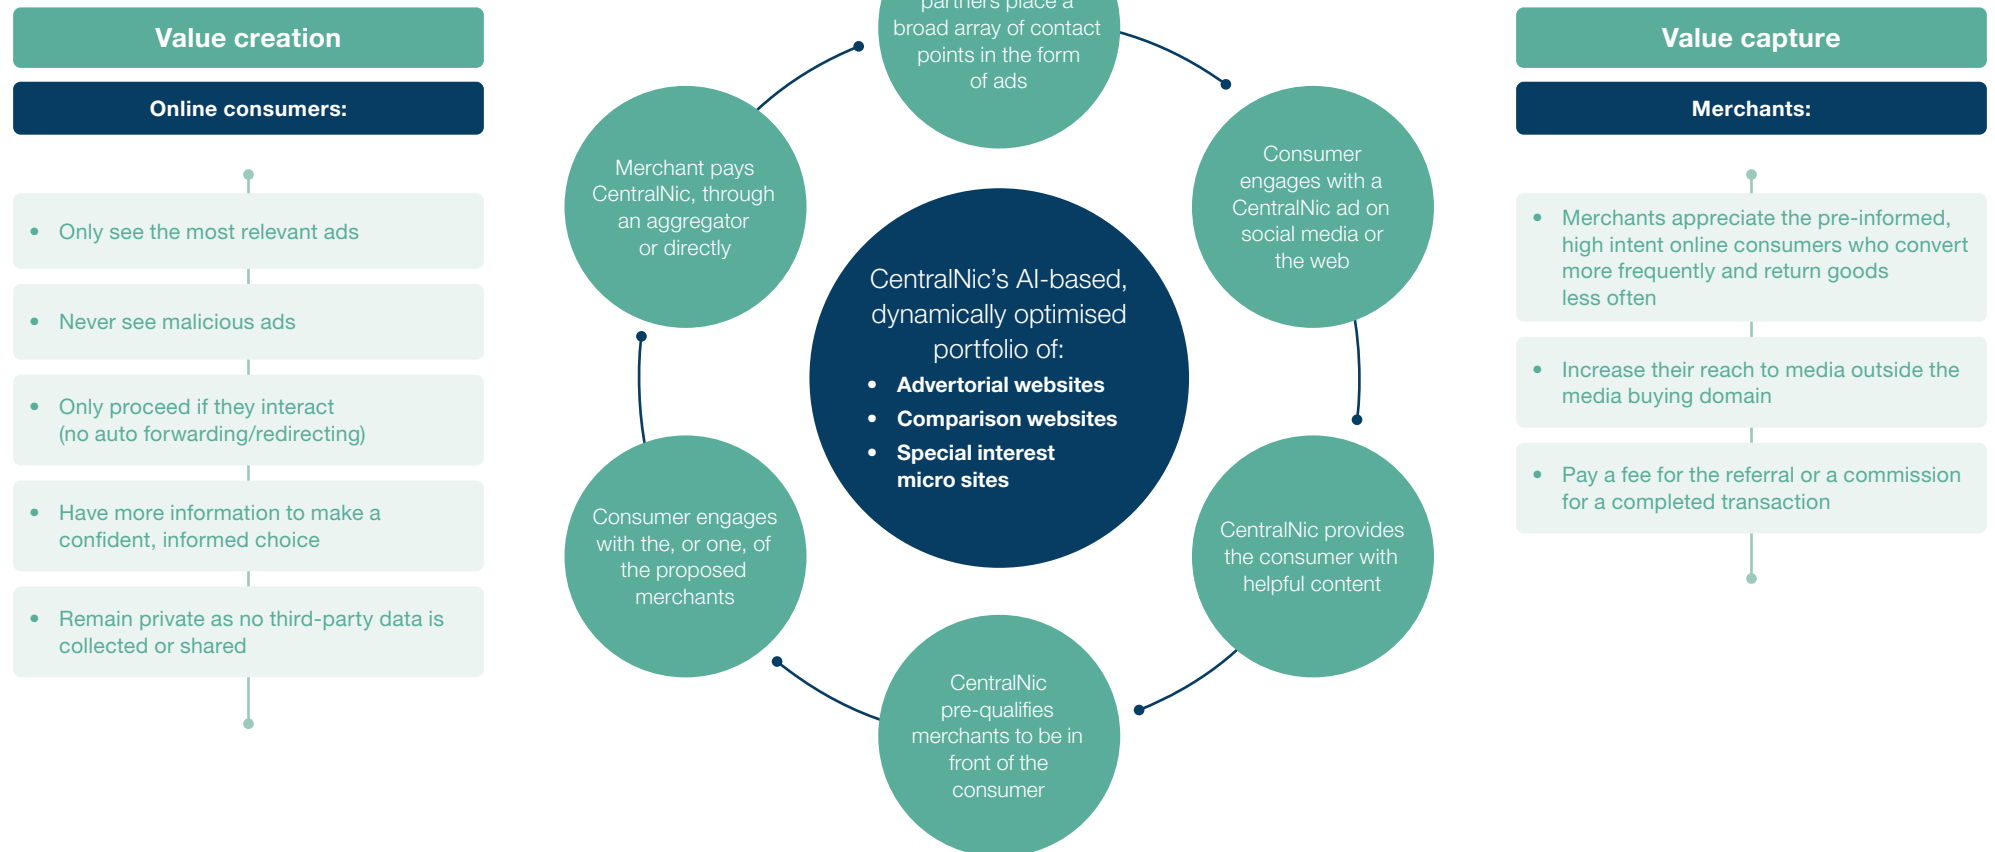 Value creation
Online consumers:
• Only see the most relevant ads
• Never see malicious ads
• Only proceed if they interact
(no auto forwarding/redirecting)
• Have more information to make a
confident, informed choice
• Remain private as no third-party data is
collected or shared
partners place a
broad array of contact
points in the form
of ads
Consumer
engages with a
CentralNic ad on
social media or
the web
CentralNic provides
the consumer with
helpful content
CentralNic
pre-qualifies
merchants to be in
front of the
consumer
Consumer engages
with the, or one, of
the proposed
merchants
Merchant pays
CentralNic, through
an aggregator
or directly
CentralNic’s AI-based,
dynamically optimised
portfolio of:
• Advertorial websites
• Comparison websites
• Special interest
micro sites
Value capture
Merchants:
• Merchants appreciate the pre-informed,
high intent online consumers who convert
more frequently and return goods
less often
• Increase their reach to media outside the
media buying domain
• Pay a fee for the referral or a commission
for a completed transaction